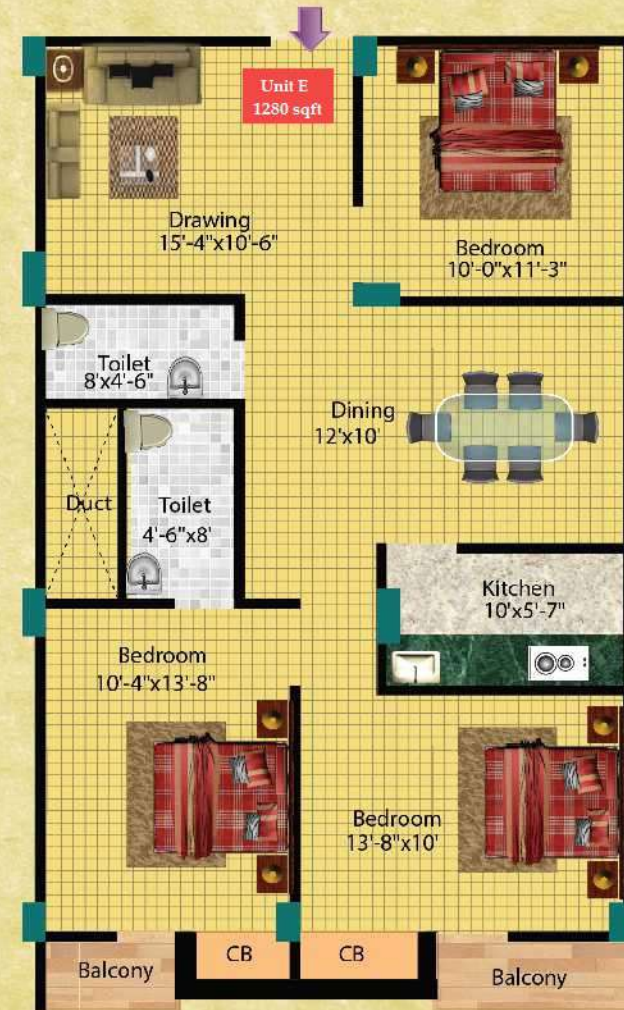 Unit E
1280 sqft
Drawing
15'-4"x10'-6"
Bedroom
10'-0"x11'-3"
Toilet
8'x4'-6"
Dining
12'x10'
Duct
Toilet
4'-6"x8'
Kitchen
10'x5'-7"
Bedroom
10'-4"x13'-8"
Bedroom
13'-8"x10'
CB
CB
Balcony
Balcony